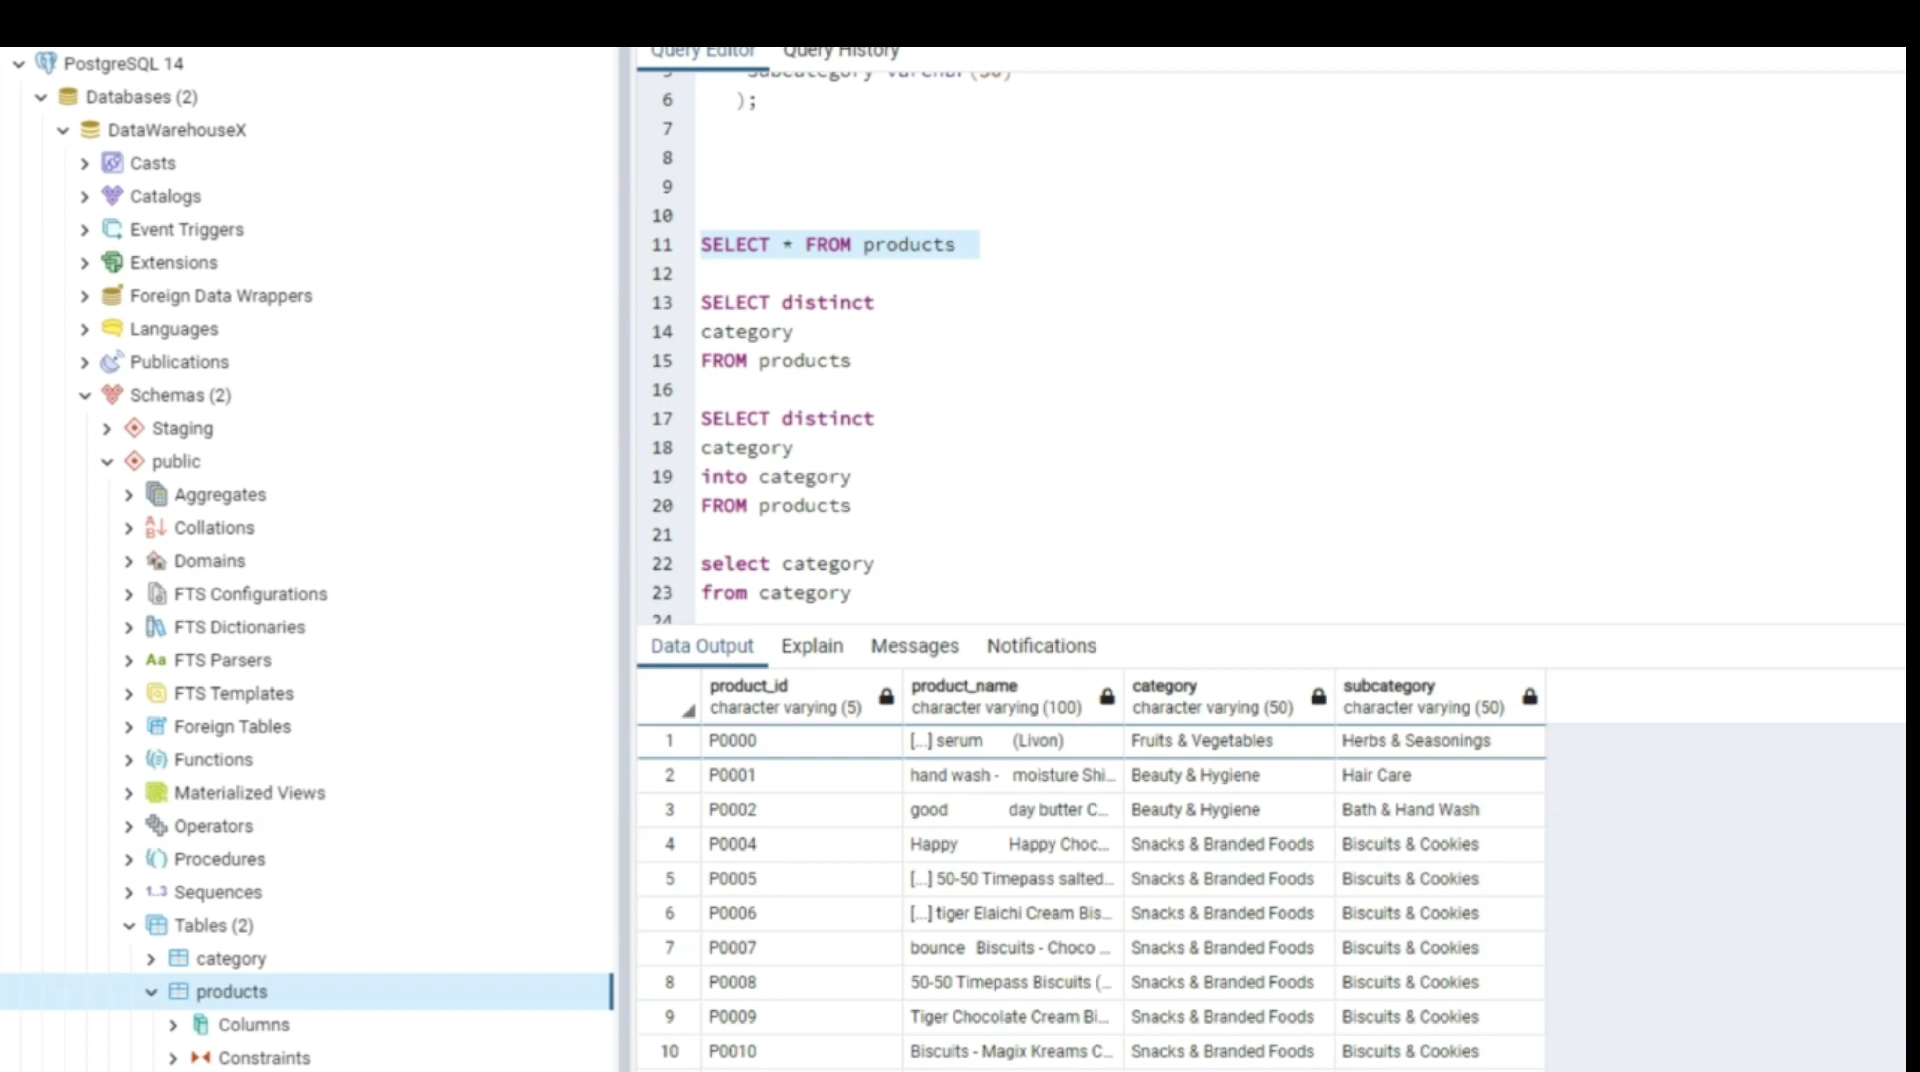 PostgreSQL 14
Databases (2)
DataWarehouseX
Casts
Catalogs
Event Triggers
Extensions
Foreign Data Wrappers
Languages
Publications
Schemas (2)
Staging
public
Aggregates
Collations
Domains
FTS Configurations
FTS Dictionaries
Aa FTS Parsers
FTS Templates
Foreign Tables
Functions
Materialized Views
Operators
Procedures
1..3 Sequences
Tables (2)
category
products
Columns
Constraints
Query Editor Query History
5 subcategory varchar(50)
6 );
7
8
9
10
11 SELECT * FROM products
12
13 SELECT distinct
14 category
15 FROM products
16
17 SELECT distinct
18 category
19 into category
20 FROM products
21
22 select category
23 from category
24
Data Output Explain Messages Notifications
product_id product_name category subcategory
character varying (5) character varying (100) character varying (50) character varying (50)
1 P0000 [...] serum (Livon) Fruits & Vegetables Herbs & Seasonings
2 P0001 hand wash - moisture Shi... Beauty & Hygiene Hair Care
3 P0002 good day butter C... Beauty & Hygiene Bath & Hand Wash
4 P0004 Happy Happy Choc... Snacks & Branded Foods Biscuits & Cookies
5 P0005 [...] 50-50 Timepass salted... Snacks & Branded Foods Biscuits & Cookies
6 P0006 [...] tiger Elaichi Cream Bis... Snacks & Branded Foods Biscuits & Cookies
7 P0007 bounce Biscuits - Choco ... Snacks & Branded Foods Biscuits & Cookies
8 P0008 50-50 Timepass Biscuits (... Snacks & Branded Foods Biscuits & Cookies
9 P0009 Tiger Chocolate Cream Bi... Snacks & Branded Foods Biscuits & Cookies
10 P0010 Biscuits - Magix Kreams C... Snacks & Branded Foods Biscuits & Cookies